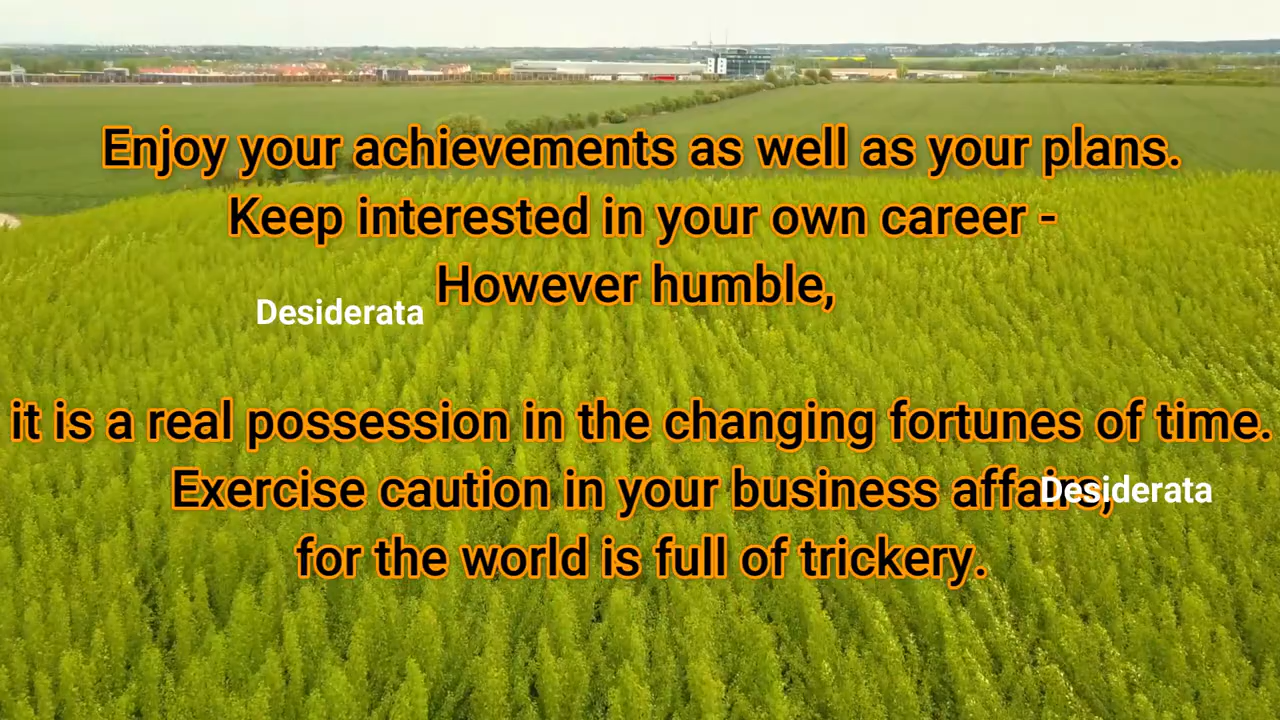 Enjoy your achievements as well as your plans.
Keep interested in your own career -
However humble,
Desiderata
it is a real possession in the changing fortunes of time.
Exercise caution in your business affairs,
Desiderata
for the world is full of trickery.